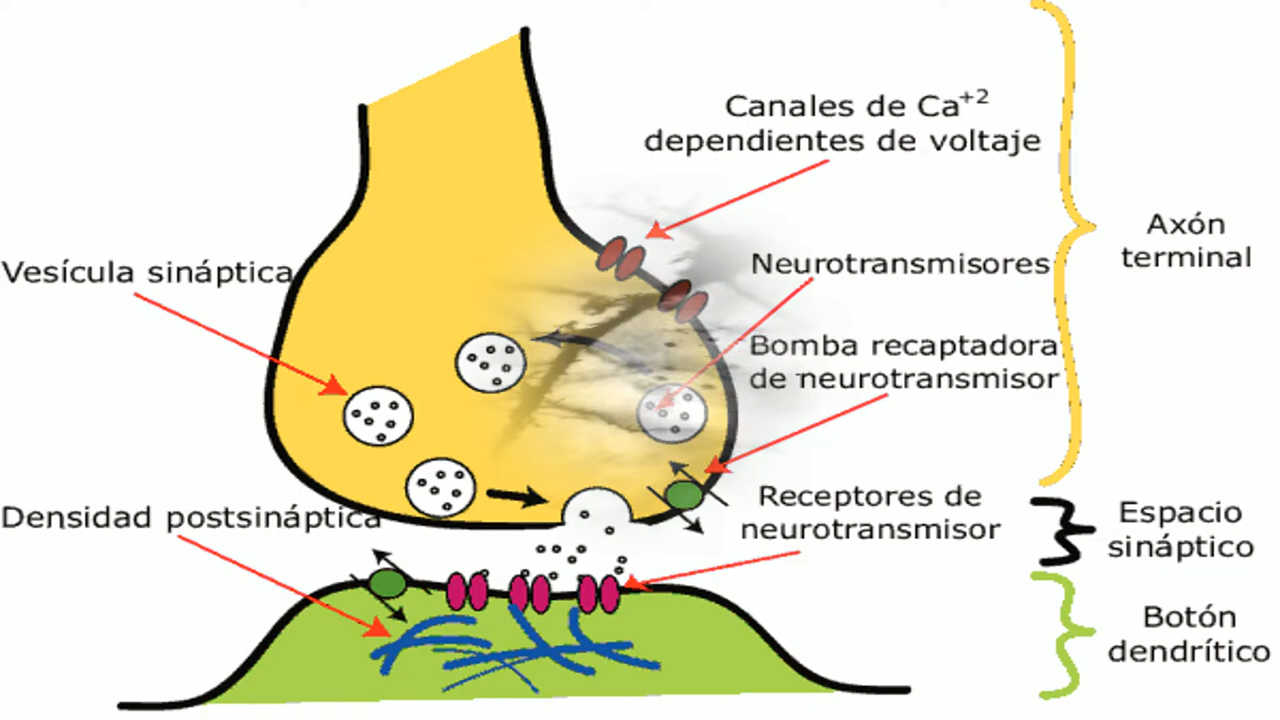 Canales de Ca⁺²
dependientes de voltaje
Axón
terminal
Neurotransmisores
Vesícula sináptica
Bomba recaptadora
de neurotransmisor
Receptores de
neurotransmisor
Densidad postsináptica
Espacio
sináptico
Botón
dendrítico